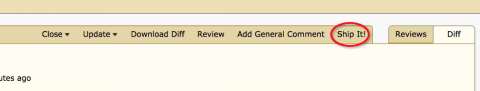 Close ▾ Update ▾ Download Diff Review Add General Comment Ship It! Reviews Diff
utes ago